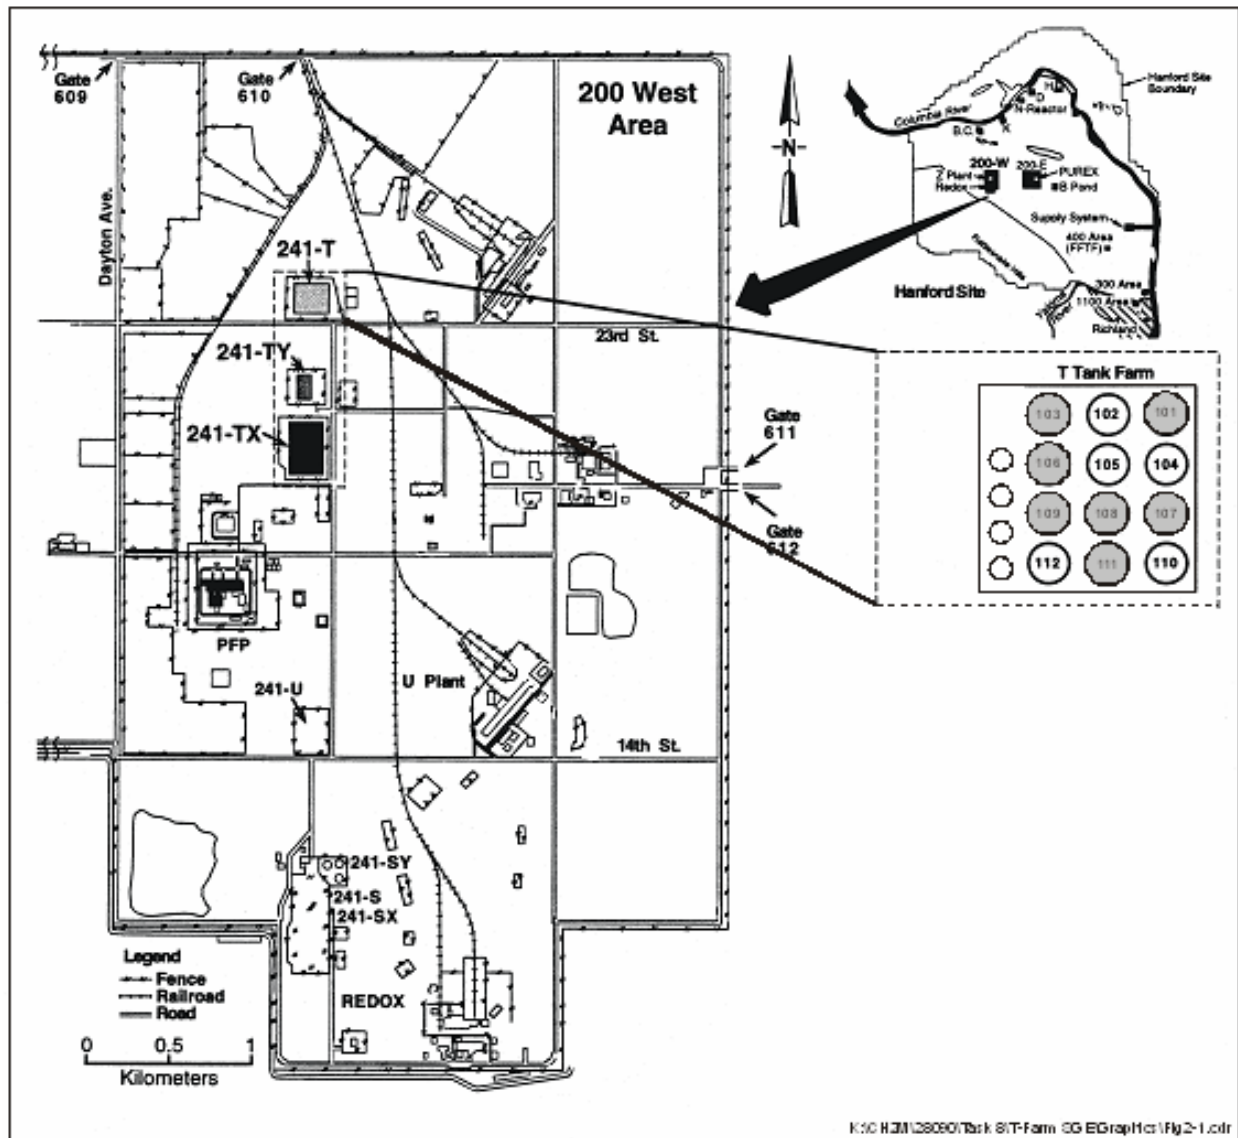 Gate
609
Gate
610
200 West
Area
Dayton Ave.
241-T
23rd St.
241-TY
241-TX
Gate
611
Gate
612
PFP
241-U
U Plant
14th St.
241-SY
241-S
241-SX
REDOX
Legend
Fence
Railroad
Road
0 0.5 1
Kilometers
N
Hanford Site
Boundary
Columbia River
N-Reactor
D
H
K
B.C.
200-W
200-E
Z Plant
Redox
PUREX
B Pond
Supply System
400 Area
(FFTF)
Hanford Site
300 Area
1100 Area
Richland
T Tank Farm
103 102 101
106 105 104
109 108 107
112 111 110